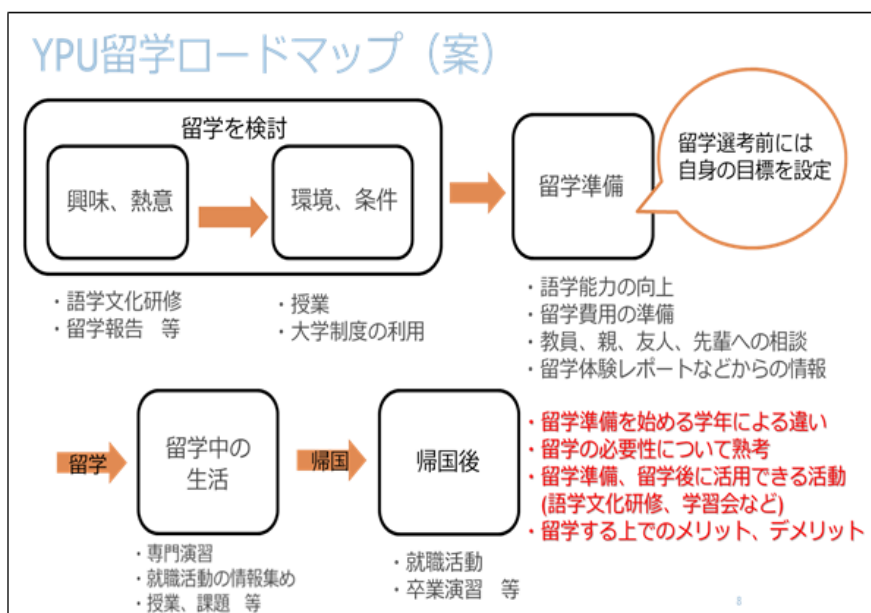 YPU留学ロードマップ（案）
留学を検討
興味、熱意
環境、条件
留学準備
留学選考前には
自身の目標を設定
・語学文化研修
・留学報告　等
・授業
・大学制度の利用
・語学能力の向上
・留学費用の準備
・教員、親、友人、先輩への相談
・留学体験レポートなどからの情報
留学
留学中の
生活
帰国
帰国後
・専門演習
・就職活動の情報集め
・授業、課題　等
・就職活動
・卒業演習　等
・留学準備を始める学年による違い
・留学の必要性について熟考
・留学準備、留学後に活用できる活動
(語学文化研修、学習会など)
・留学する上でのメリット、デメリット
8